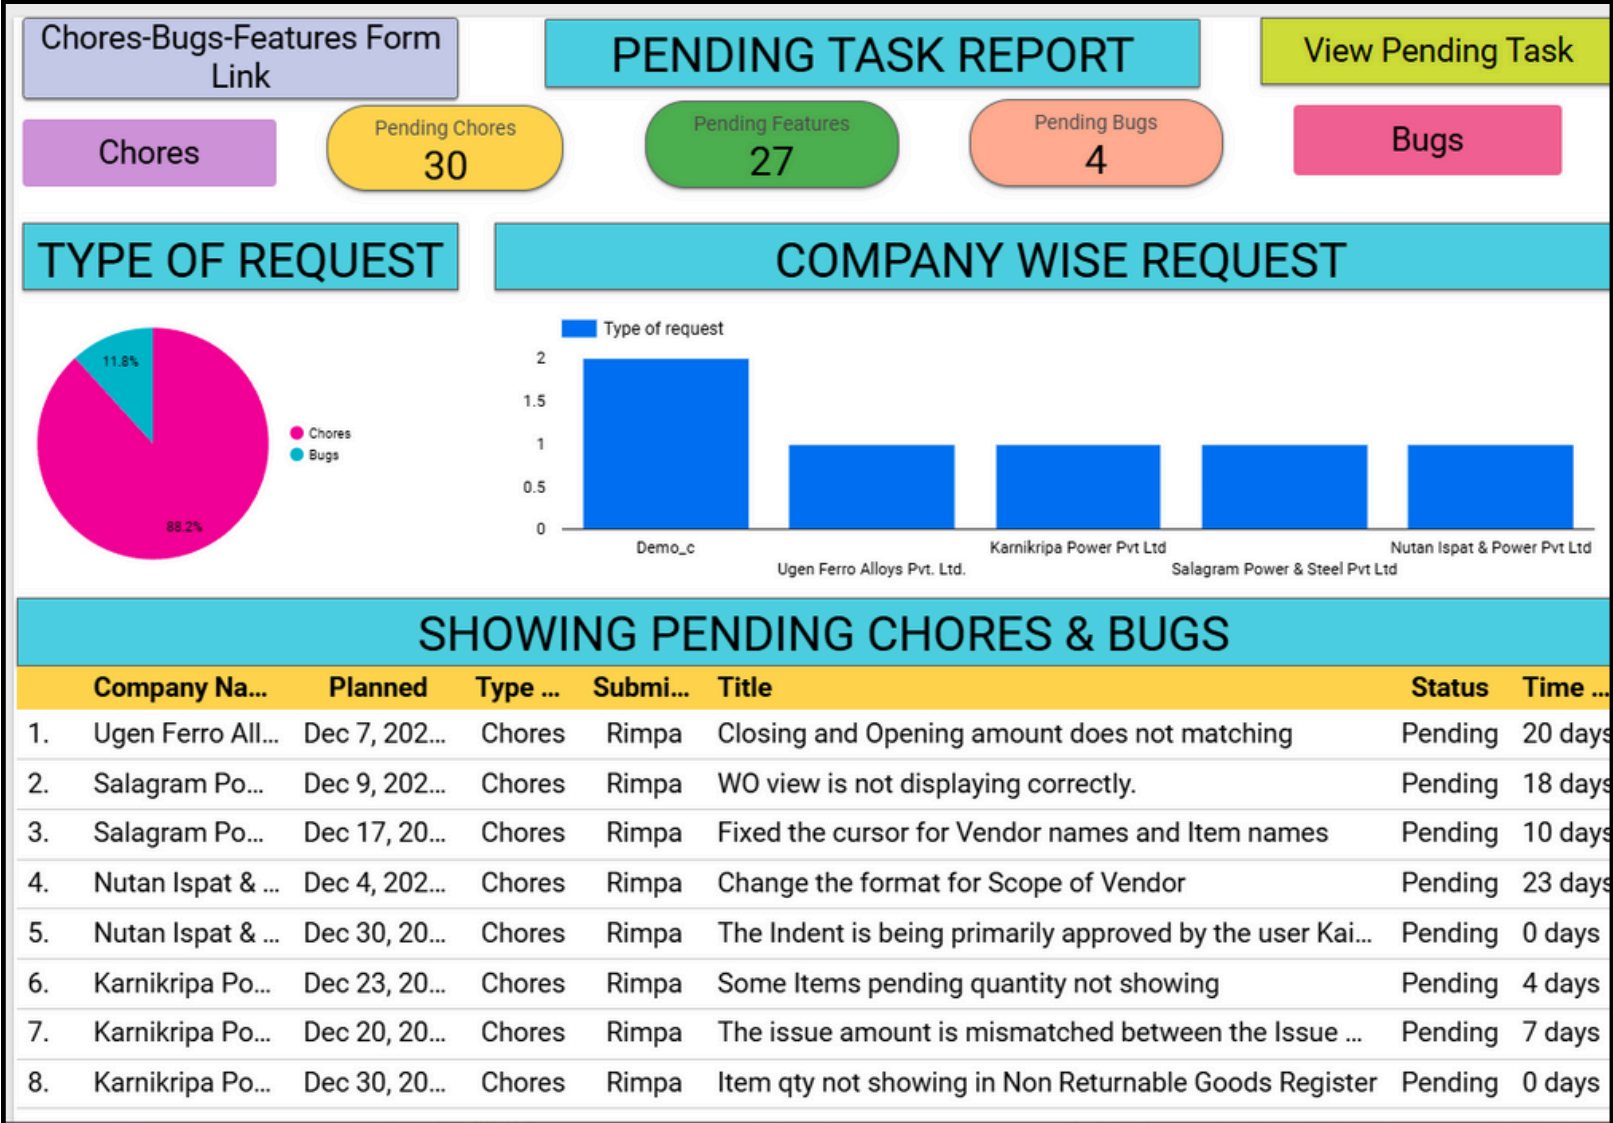 Chores-Bugs-Features Form
Link
PENDING TASK REPORT
View Pending Task
Chores
Pending Chores
30
Pending Features
27
Pending Bugs
4
Bugs
TYPE OF REQUEST
COMPANY WISE REQUEST
11.8%
88.2%
Chores
Bugs
Type of request
2
1.5
1
0.5
0
Demo_c
Ugen Ferro Alloys Pvt. Ltd.
Karnikripa Power Pvt Ltd
Salagram Power & Steel Pvt Ltd
Nutan Ispat & Power Pvt Ltd
SHOWING PENDING CHORES & BUGS
Company Na... Planned Type ... Submi... Title Status Time ...
1. Ugen Ferro All... Dec 7, 202... Chores Rimpa Closing and Opening amount does not matching Pending 20 days
2. Salagram Po... Dec 9, 202... Chores Rimpa WO view is not displaying correctly. Pending 18 days
3. Salagram Po... Dec 17, 20... Chores Rimpa Fixed the cursor for Vendor names and Item names Pending 10 days
4. Nutan Ispat & ... Dec 4, 202... Chores Rimpa Change the format for Scope of Vendor Pending 23 days
5. Nutan Ispat & ... Dec 30, 20... Chores Rimpa The Indent is being primarily approved by the user Kai... Pending 0 days
6. Karnikripa Po... Dec 23, 20... Chores Rimpa Some Items pending quantity not showing Pending 4 days
7. Karnikripa Po... Dec 20, 20... Chores Rimpa The issue amount is mismatched between the Issue ... Pending 7 days
8. Karnikripa Po... Dec 30, 20... Chores Rimpa Item qty not showing in Non Returnable Goods Register Pending 0 days